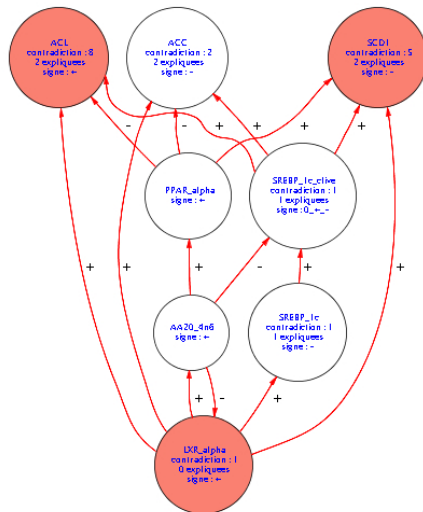 ACL
contradiction : 8
2 expliquees
signe : +
ACC
contradiction : 2
2 expliquees
signe : -
SCD1
contradiction : 5
2 expliquees
signe : -
- - + + + +
PPAR_alpha
signe : +
SREBP_1c_clive
contradiction : 1
1 expliquees
signe : 0_+_-
+ + + - + +
AA20_4n6
signe : +
SREBP_1c
contradiction : 1
1 expliquees
signe : -
+ - +
LXR_alpha
contradiction : 1
0 expliquees
signe : +